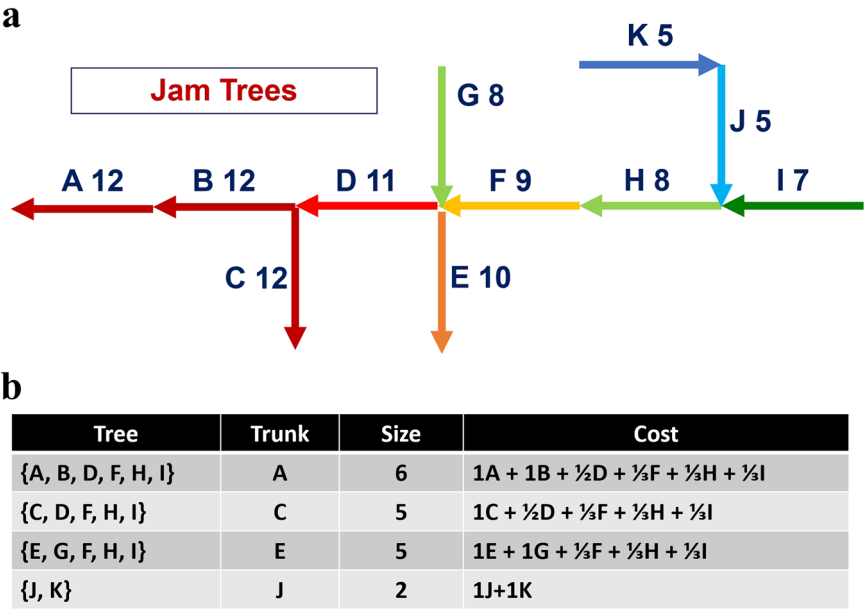 a
K 5
Jam Trees
G 8
J 5
A 12 B 12 D 11 F 9 H 8 I 7
C 12 E 10
b
Tree Trunk Size Cost
{A, B, D, F, H, I} A 6 1A + 1B + ½D + ⅓F + ⅓H + ⅓I
{C, D, F, H, I} C 5 1C + ½D + ⅓F + ⅓H + ⅓I
{E, G, F, H, I} E 5 1E + 1G + ⅓F + ⅓H + ⅓I
{J, K} J 2 1J+1K